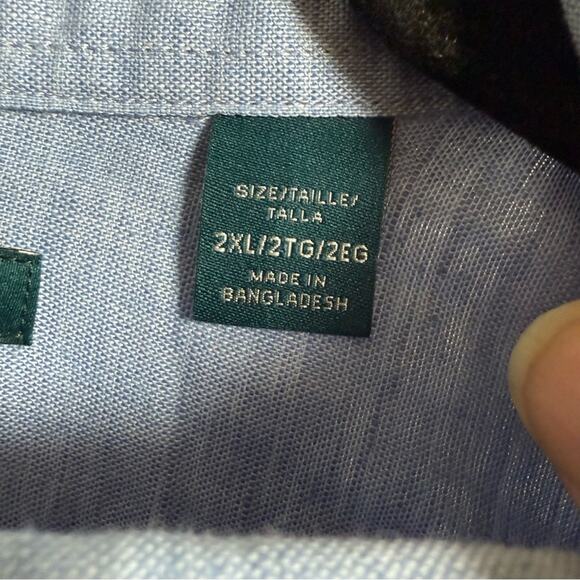 SIZE/TAILLE/
TALLA
2XL/2TG/2EG
MADE IN
BANGLADESH